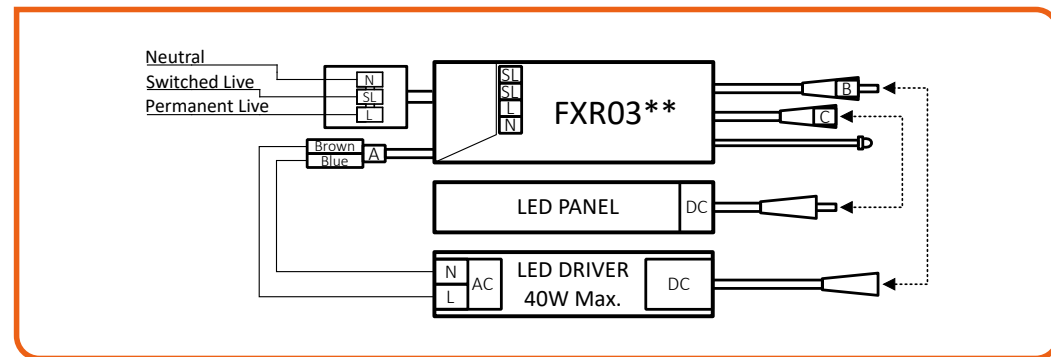 Neutral
Switched Live
Permanent Live
N
SL
L
SL
SL
L
N
FXR03**
B
C
Brown
Blue
A
LED PANEL
DC
N
L
AC
LED DRIVER
40W Max.
DC